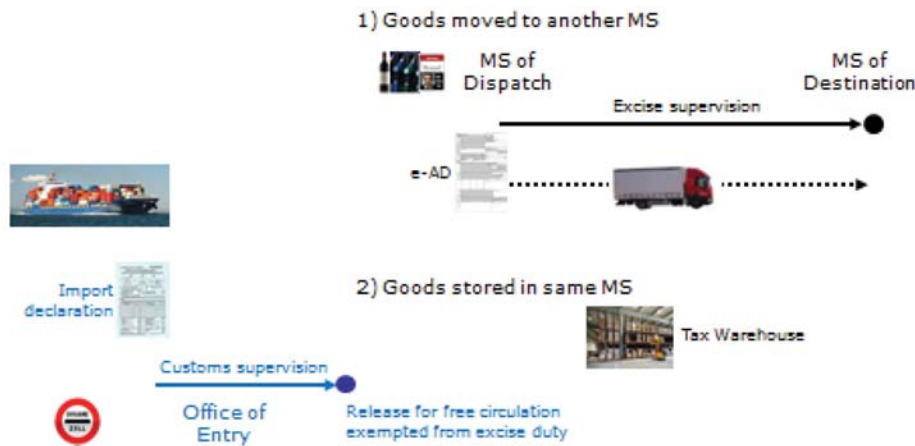 1) Goods moved to another MS
MS of
Dispatch
MS of
Destination
Excise supervision
e-AD
Import
declaration
2) Goods stored in same MS
Tax Warehouse
Customs supervision
Office of
Entry
Release for free circulation
exempted from excise duty